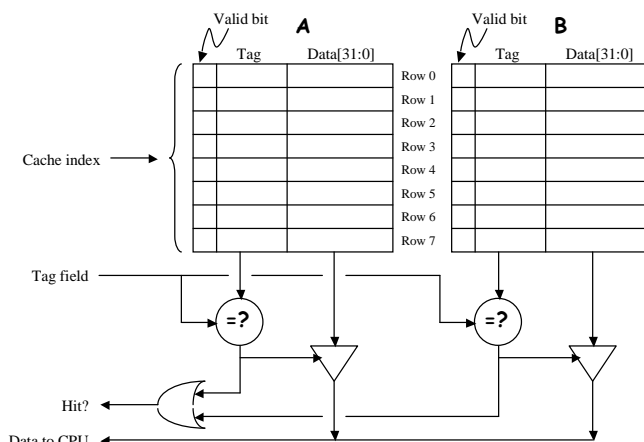 Valid bit A Valid bit B
Tag Data[31:0] Tag Data[31:0]
Row 0
Row 1
Row 2
Row 3
Cache index
Row 4
Row 5
Row 6
Row 7
Tag field
=? =?
Hit?
Data to CPU